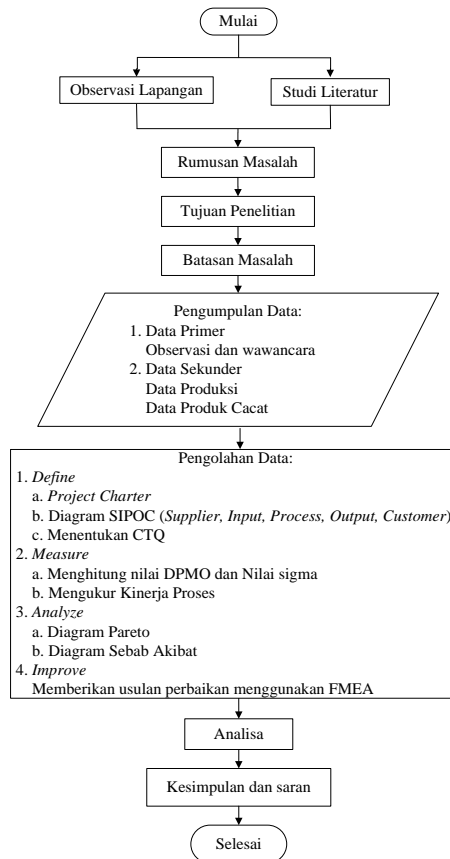 Mulai
Observasi Lapangan
Studi Literatur
Rumusan Masalah
Tujuan Penelitian
Batasan Masalah
Pengumpulan Data:
1. Data Primer
Observasi dan wawancara
2. Data Sekunder
Data Produksi
Data Produk Cacat
Pengolahan Data:
1. Define
a. Project Charter
b. Diagram SIPOC (Supplier, Input, Process, Output, Customer)
c. Menentukan CTQ
2. Measure
a. Menghitung nilai DPMO dan Nilai sigma
b. Mengukur Kinerja Proses
3. Analyze
a. Diagram Pareto
b. Diagram Sebab Akibat
4. Improve
Memberikan usulan perbaikan menggunakan FMEA
Analisa
Kesimpulan dan saran
Selesai